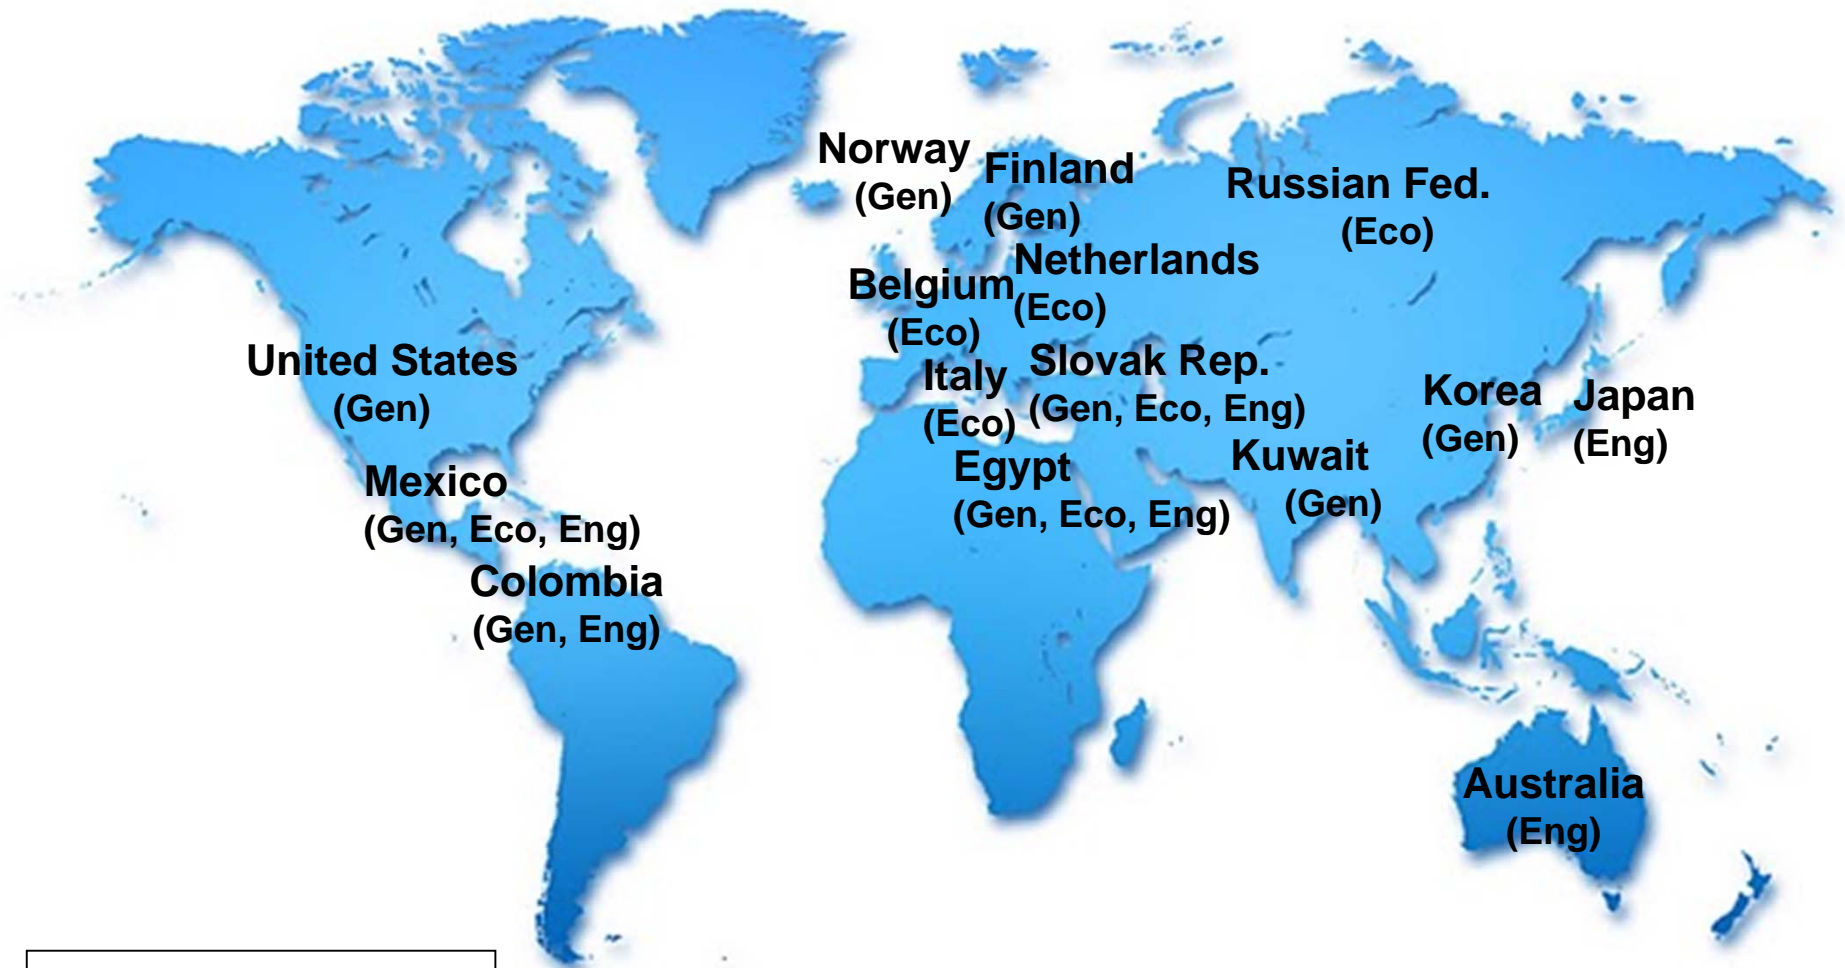 Norway
(Gen)
Finland
(Gen)
Russian Fed.
(Eco)
Netherlands
(Eco)
Belgium
(Eco)
United States
(Gen)
Italy
(Eco)
Slovak Rep.
(Gen, Eco, Eng)
Korea
(Gen)
Japan
(Eng)
Kuwait
(Gen)
Egypt
(Gen, Eco, Eng)
Mexico
(Gen, Eco, Eng)
Colombia
(Gen, Eng)
Australia
(Eng)